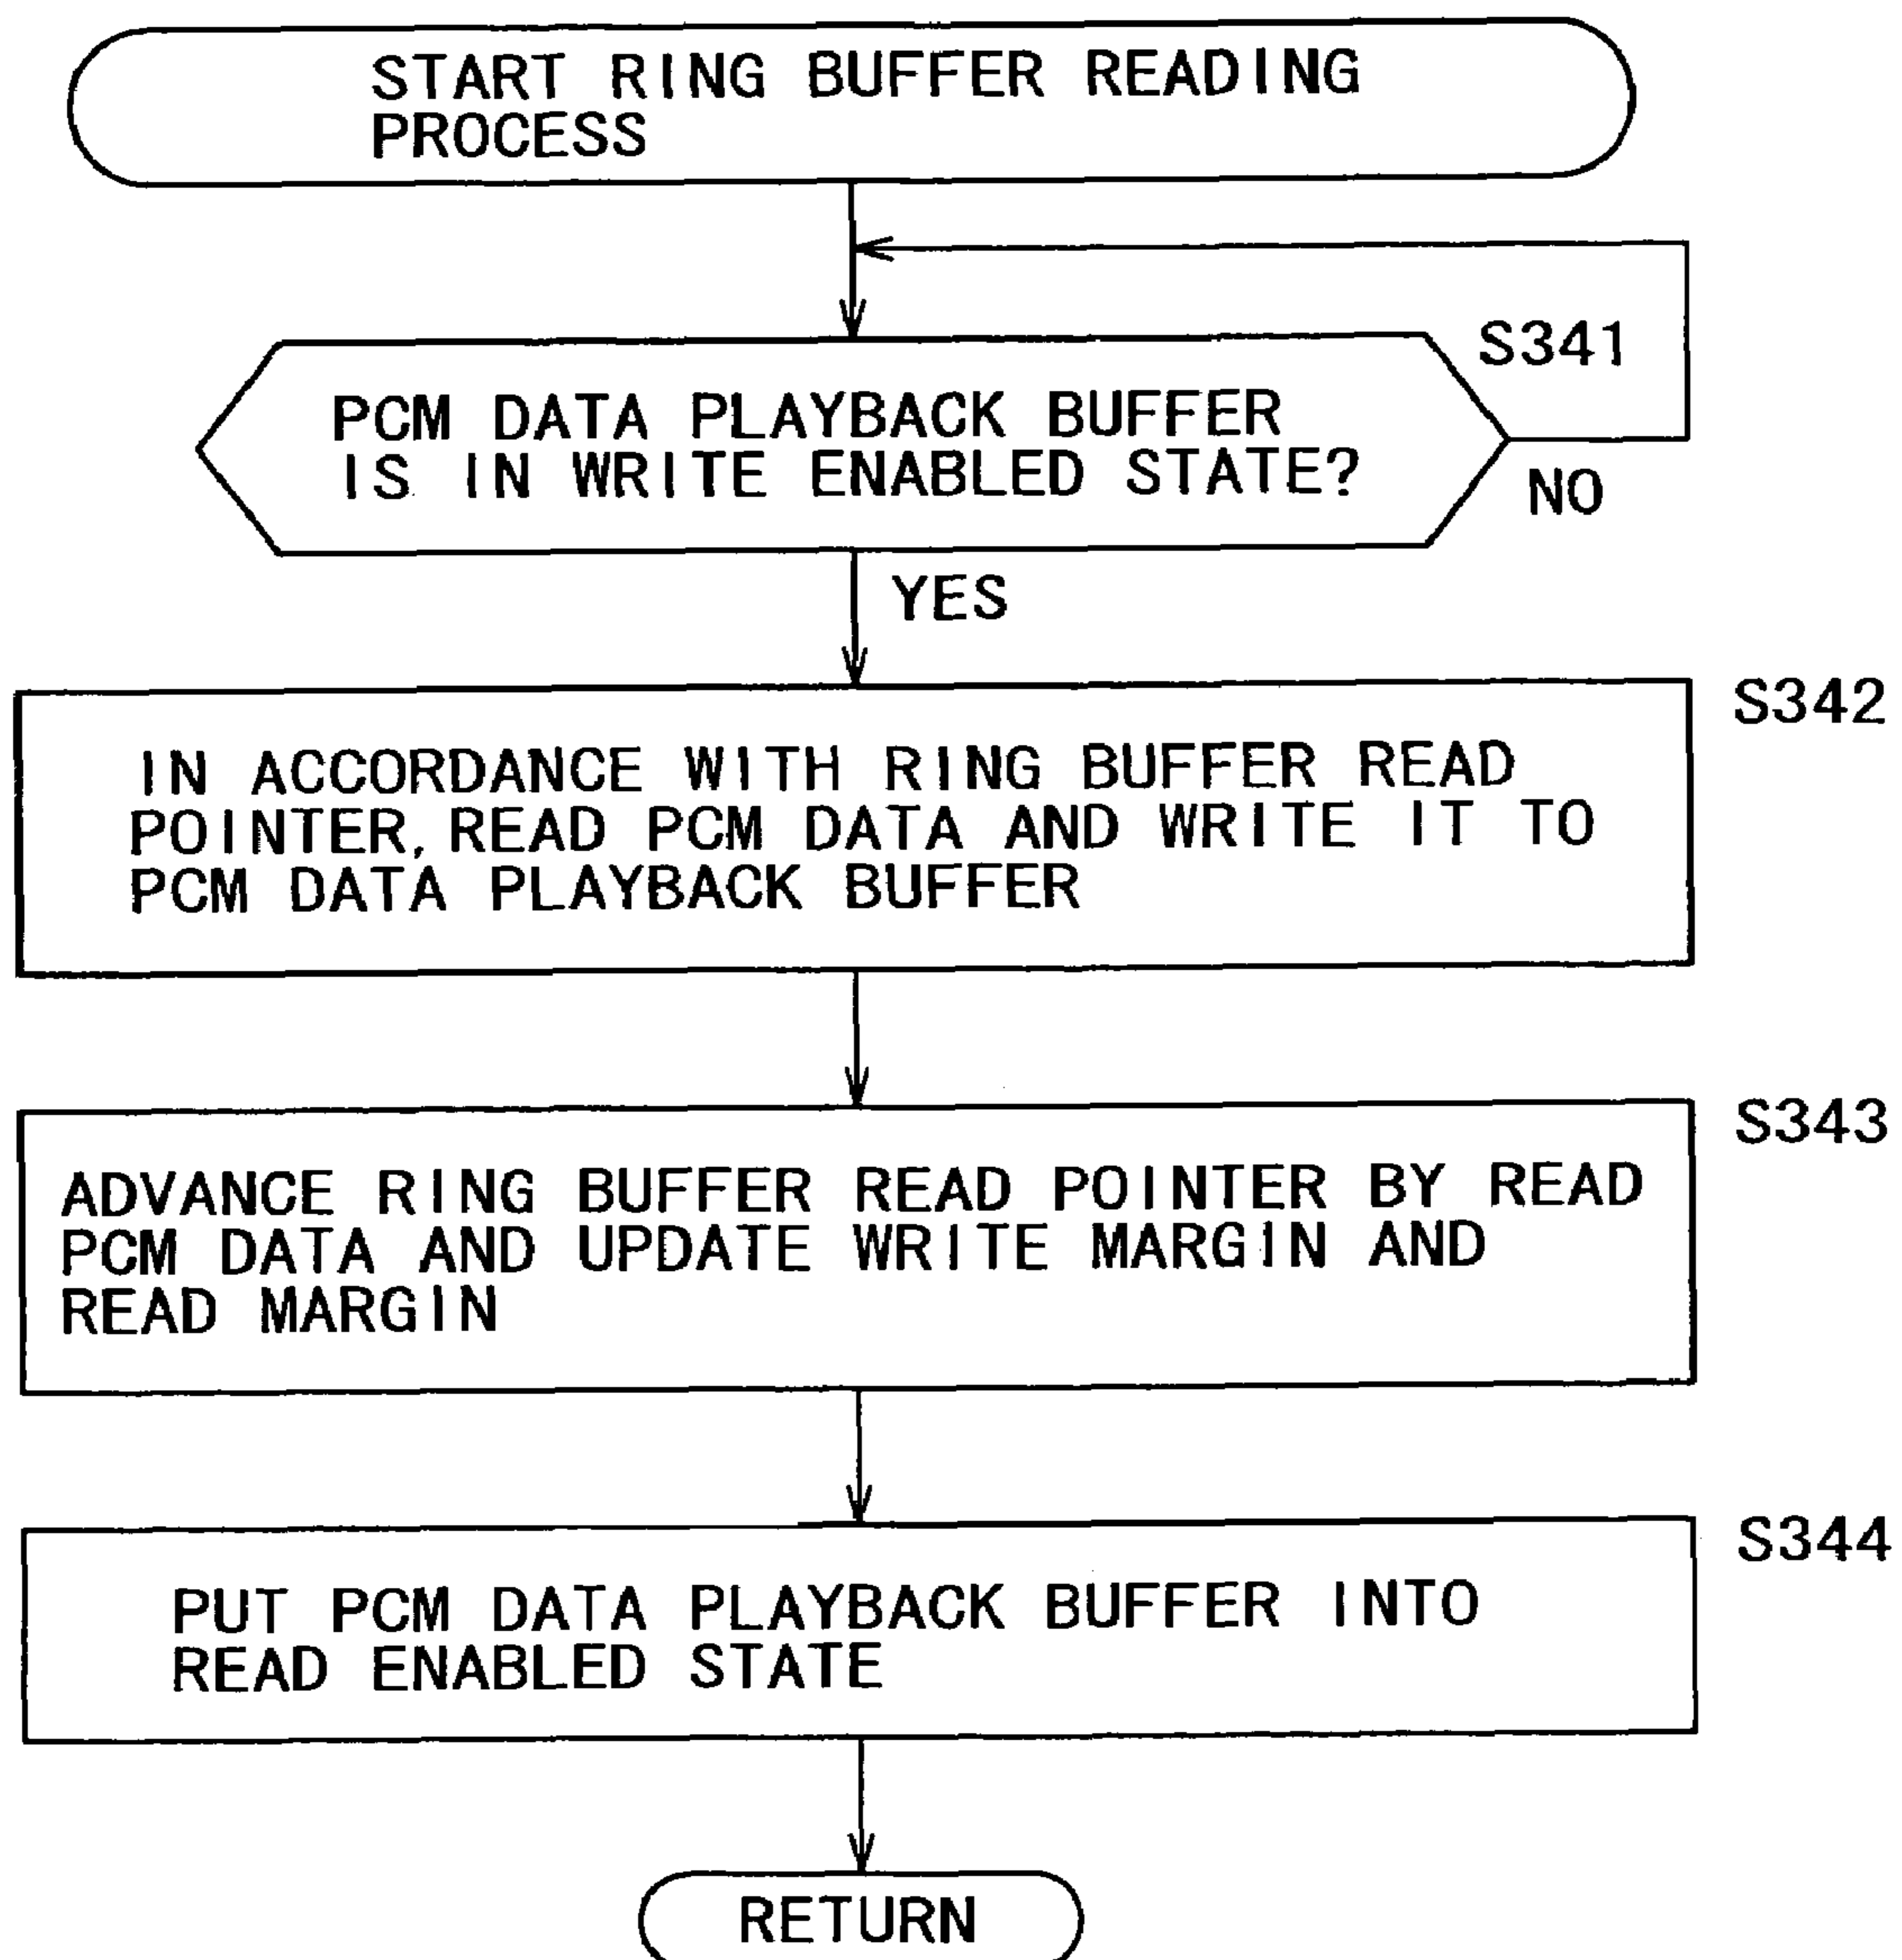 START RING BUFFER READING
PROCESS
S341
PCM DATA PLAYBACK BUFFER
IS IN WRITE ENABLED STATE?
NO
YES
S342
IN ACCORDANCE WITH RING BUFFER READ
POINTER, READ PCM DATA AND WRITE IT TO
PCM DATA PLAYBACK BUFFER
S343
ADVANCE RING BUFFER READ POINTER BY READ
PCM DATA AND UPDATE WRITE MARGIN AND
READ MARGIN
S344
PUT PCM DATA PLAYBACK BUFFER INTO
READ ENABLED STATE
RETURN